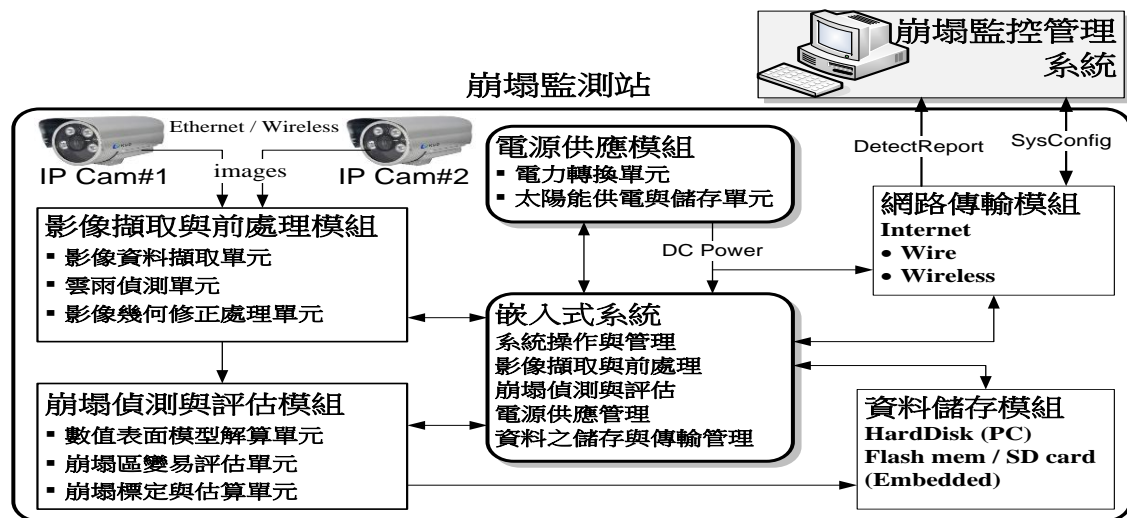 崩塌監控管理
系統
崩塌監測站
Ethernet / Wireless
images
IP Cam#1
IP Cam#2
電源供應模組
▪ 電力轉換單元
▪ 太陽能供電與儲存單元
DetectReport
SysConfig
影像擷取與前處理模組
▪ 影像資料擷取單元
▪ 雲雨偵測單元
▪ 影像幾何修正處理單元
DC Power
網路傳輸模組
Internet
• Wire
• Wireless
嵌入式系統
系統操作與管理
影像擷取與前處理
崩塌偵測與評估
電源供應管理
資料之儲存與傳輸管理
崩塌偵測與評估模組
▪ 數值表面模型解算單元
▪ 崩塌區變易評估單元
▪ 崩塌標定與估算單元
資料儲存模組
HardDisk (PC)
Flash mem / SD card
(Embedded)